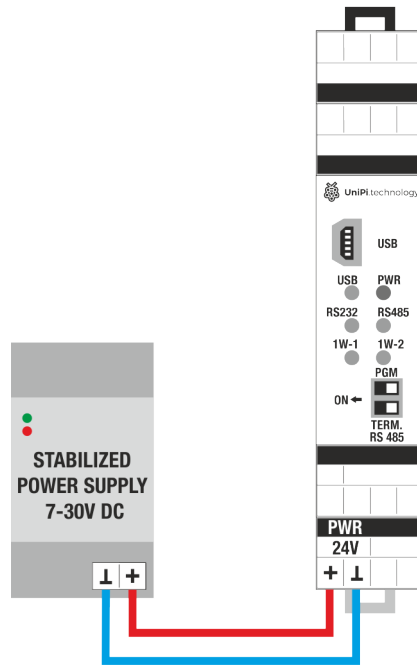 UniPi.technology
USB
USB PWR
RS232 RS485
1W-1 1W-2
PGM
ON
TERM.
RS 485
STABILIZED
POWER SUPPLY
7-30V DC
PWR
24V
+
+